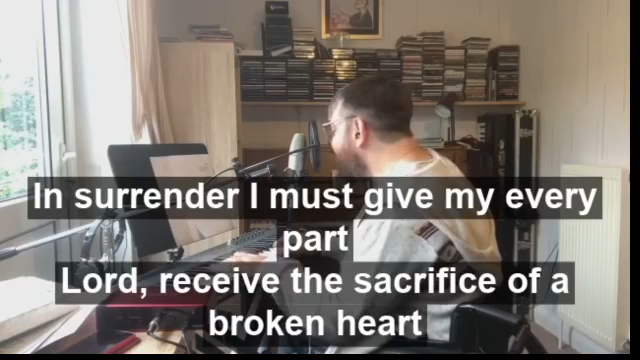 In surrender I must give my every
part
Lord, receive the sacrifice of a
broken heart